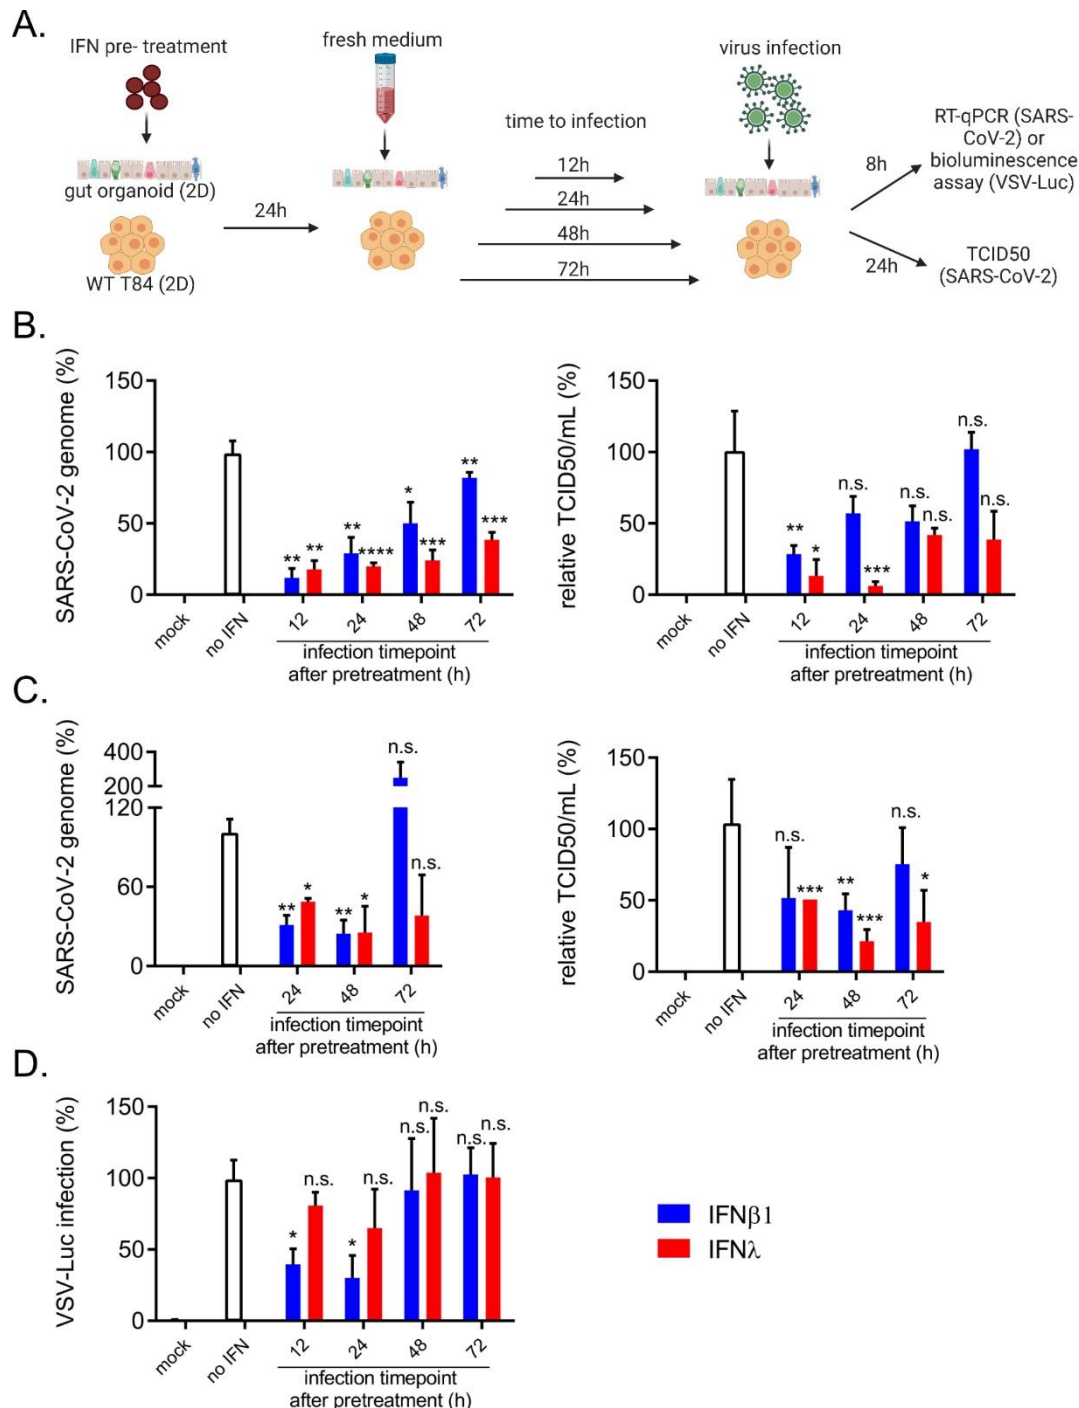 A.
IFN pre- treatment
fresh medium
virus infection
time to infection
12h
24h
48h
72h
gut organoid (2D)
24h
WT T84 (2D)
8h
RT-qPCR (SARS-
CoV-2) or
bioluminescence
assay (VSV-Luc)
24h
TCID50
(SARS-CoV-2)
B.
SARS-CoV-2 genome (%)
150
100
50
0
** ** ** **** * *** ** ***
mock no IFN 12 24 48 72
infection timepoint
after pretreatment (h)
relative TCID50/mL (%)
150
100
50
0
** * n.s. *** n.s. n.s. n.s. n.s.
mock no IFN 12 24 48 72
infection timepoint
after pretreatment (h)
C.
SARS-CoV-2 genome (%)
400
200
120
60
0
** * ** * n.s. n.s.
mock no IFN 24 48 72
infection timepoint
after pretreatment (h)
relative TCID50/mL (%)
150
100
50
0
n.s. *** ** *** n.s. *
mock no IFN 24 48 72
infection timepoint
after pretreatment (h)
D.
VSV-Luc infection (%)
150
100
50
0
* n.s. * n.s. n.s. n.s. n.s. n.s.
mock no IFN 12 24 48 72
infection timepoint
after pretreatment (h)
IFNβ1
IFNλ